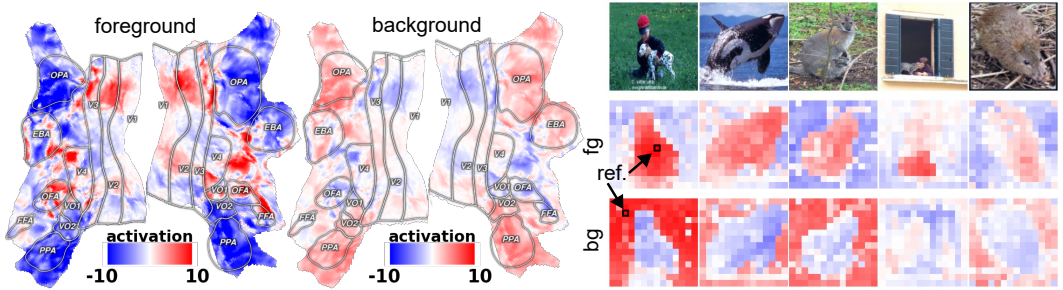 foreground
background
OPA
V3
V1
EBA
V4
V2
OFA
VO1
FFA
VO2
PPA
V1
OPA
EBA
V4
V2
V3
VO1
OFA
VO2
FFA
PPA
activation
-10 10
OPA
V3
V1
EBA
V4
V2
OFA
VO1
FFA
VO2
PPA
V1
OPA
EBA
V4
V2
V3
VO1
OFA
VO2
FFA
PPA
activation
-10 10
fg
ref.
bg